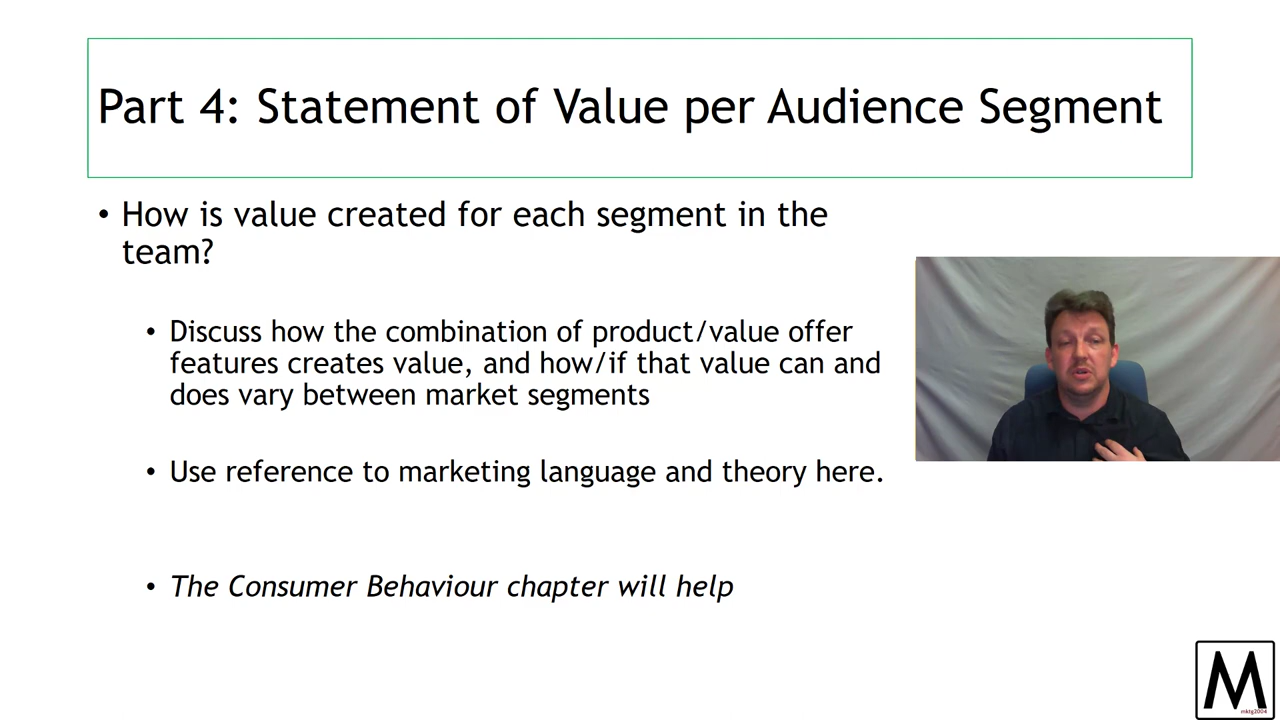 Part 4: Statement of Value per Audience Segment
• How is value created for each segment in the
team?
• Discuss how the combination of product/value offer
features creates value, and how/if that value can and
does vary between market segments
• Use reference to marketing language and theory here.
• The Consumer Behaviour chapter will help
M
mktg2004